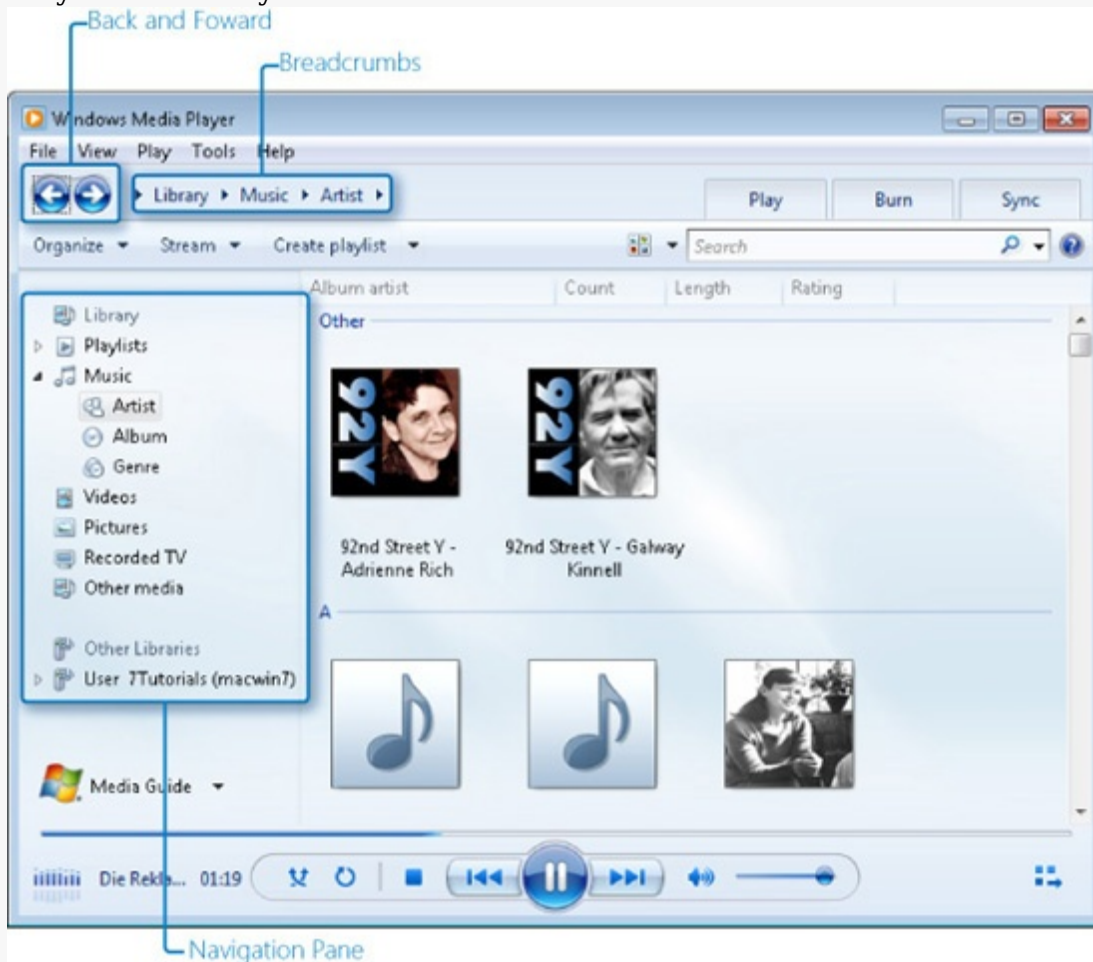 Back and Foward
Breadcrumbs
Windows Media Player
File View Play Tools Help
Library Music Artist
Play Burn Sync
Organize Stream Create playlist Search
Album artist Count Length Rating
Library
Playlists
Music
Artist
Album
Genre
Videos
Pictures
Recorded TV
Other media
Other Libraries
User 7Tutorials (macwin7)
Other
92Y
92Y
92nd Street Y -
Adrienne Rich
92nd Street Y - Galway
Kinnell
A
Media Guide
Die Rekla... 01:19
Navigation Pane